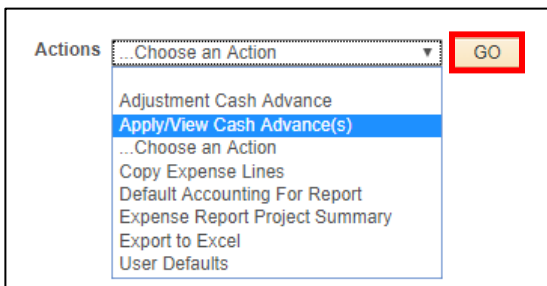 Actions ...Choose an Action GO
Adjustment Cash Advance
Apply/View Cash Advance(s)
...Choose an Action
Copy Expense Lines
Default Accounting For Report
Expense Report Project Summary
Export to Excel
User Defaults